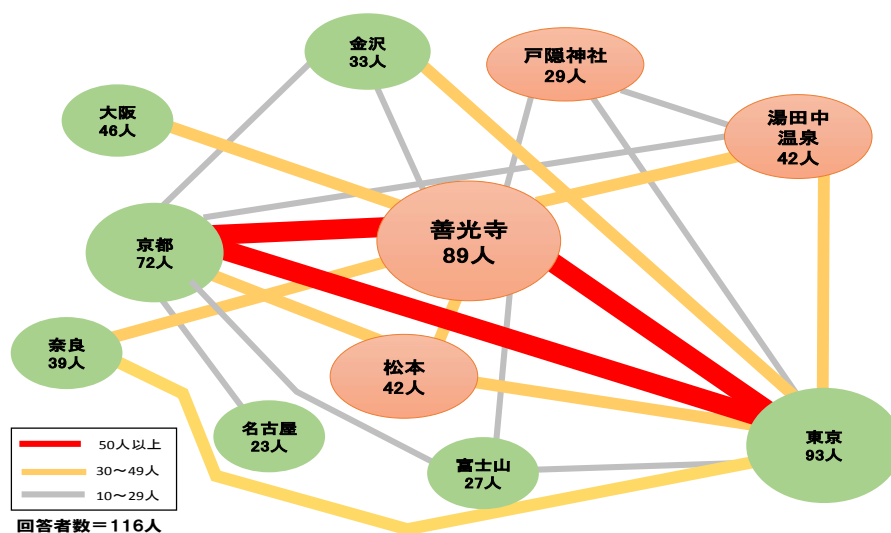 金沢
33人
戸隠神社
29人
大阪
46人
湯田中
温泉
42人
善光寺
89人
京都
72人
奈良
39人
松本
42人
名古屋
23人
富士山
27人
東京
93人
50人以上
30～49人
10～29人
回答者数＝116人